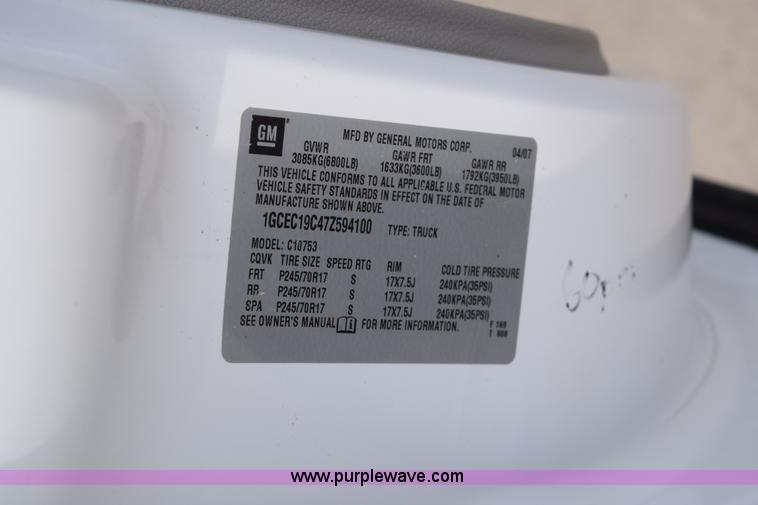 GM
MFD BY GENERAL MOTORS CORP. 04/07
GVWR GAWR FRT GAWR RR
3085KG(6800LB) 1633KG(3600LB) 1792KG(3950LB)
THIS VEHICLE CONFORMS TO ALL APPLICABLE U.S. FEDERAL MOTOR
VEHICLE SAFETY STANDARDS IN EFFECT ON THE DATE OF
MANUFACTURE SHOWN ABOVE.
1GCEC19C47Z594100 TYPE: TRUCK
MODEL: C10753
CQVK TIRE SIZE SPEED RTG RIM COLD TIRE PRESSURE
FRT P245/70R17 S 17X7.5J 240KPA(35PSI)
RR P245/70R17 S 17X7.5J 240KPA(35PSI)
SPA P245/70R17 S 17X7.5J 240KPA(35PSI)
SEE OWNER'S MANUAL FOR MORE INFORMATION.
F 169
T 808
www.purplewave.com